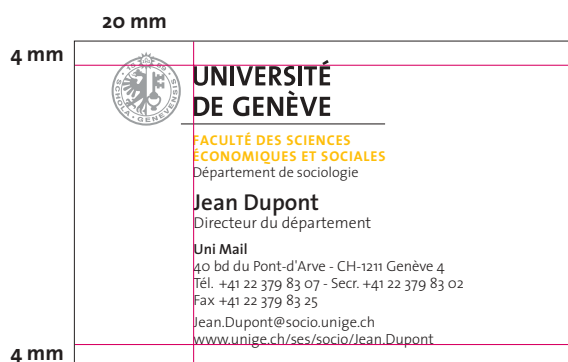 20 mm
4 mm
SCHOLA · GENEVENSIS · 1559
UNIVERSITÉ
DE GENÈVE
FACULTÉ DES SCIENCES
ÉCONOMIQUES ET SOCIALES
Département de sociologie
Jean Dupont
Directeur du département
Uni Mail
40 bd du Pont-d'Arve - CH-1211 Genève 4
Tél. +41 22 379 83 07 - Secr. +41 22 379 83 02
Fax +41 22 379 83 25
Jean.Dupont@socio.unige.ch
www.unige.ch/ses/socio/Jean.Dupont
4 mm